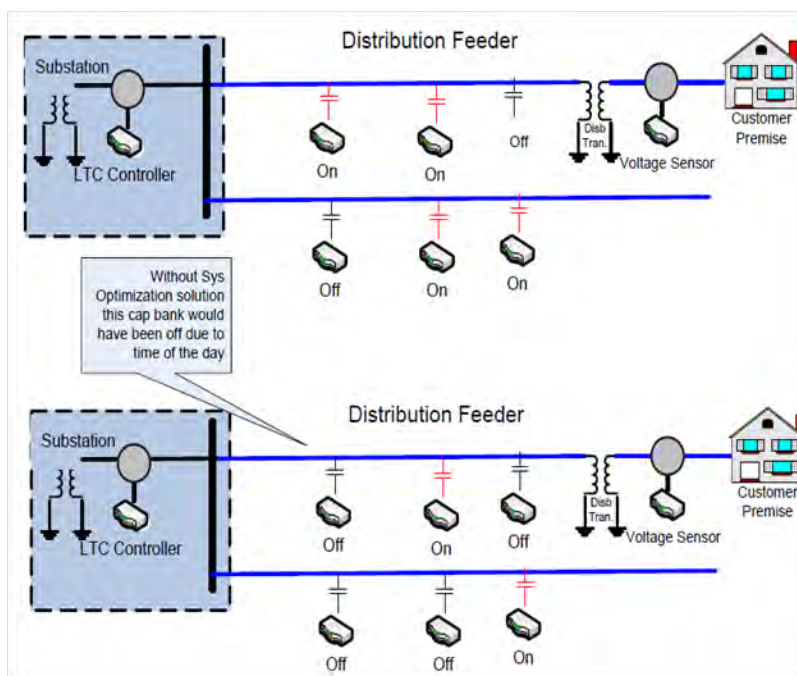 Distribution Feeder
Substation
LTC Controller
On
On
Off
Disb
Tran.
Voltage Sensor
Customer
Premise
Off
On
On
Without Sys
Optimization solution
this cap bank would
have been off due to
time of the day
Distribution Feeder
Substation
LTC Controller
Off
On
Off
Disb
Tran.
Voltage Sensor
Customer
Premise
Off
Off
On